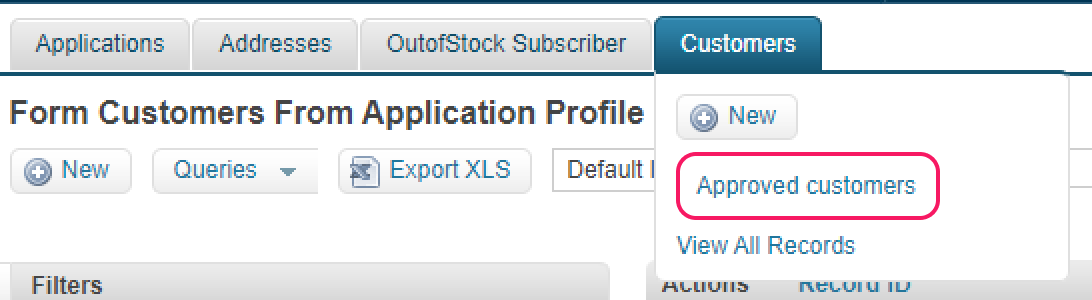 Applications
Addresses
OutofStock Subscriber
Customers
Form Customers From Application Profile
New
Queries
Export XLS
Default
New
Approved customers
View All Records
Filters
Actions
Record ID